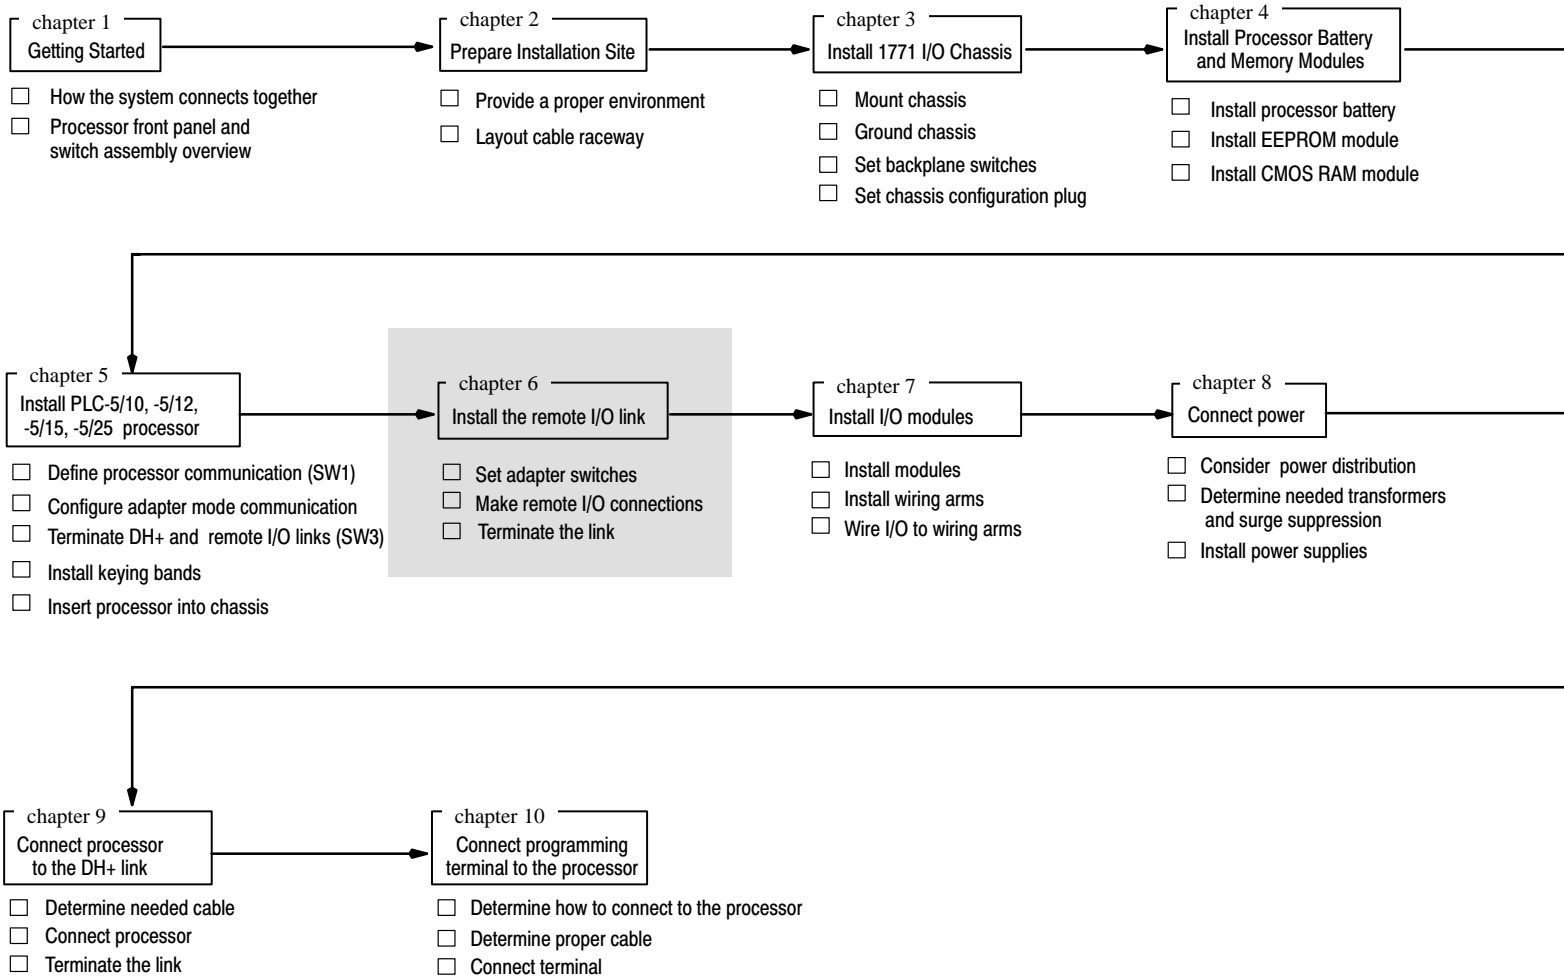 chapter 1
Getting Started
How the system connects together
Processor front panel and
switch assembly overview
chapter 2
Prepare Installation Site
Provide a proper environment
Layout cable raceway
chapter 3
Install 1771 I/O Chassis
Mount chassis
Ground chassis
Set backplane switches
Set chassis configuration plug
chapter 4
Install Processor Battery
and Memory Modules
Install processor battery
Install EEPROM module
Install CMOS RAM module
chapter 5
Install PLC-5/10, -5/12,
-5/15, -5/25 processor
Define processor communication (SW1)
Configure adapter mode communication
Terminate DH+ and remote I/O links (SW3)
Install keying bands
Insert processor into chassis
chapter 6
Install the remote I/O link
Set adapter switches
Make remote I/O connections
Terminate the link
chapter 7
Install I/O modules
Install modules
Install wiring arms
Wire I/O to wiring arms
chapter 8
Connect power
Consider power distribution
Determine needed transformers
and surge suppression
Install power supplies
chapter 9
Connect processor
to the DH+ link
Determine needed cable
Connect processor
Terminate the link
chapter 10
Connect programming
terminal to the processor
Determine how to connect to the processor
Determine proper cable
Connect terminal